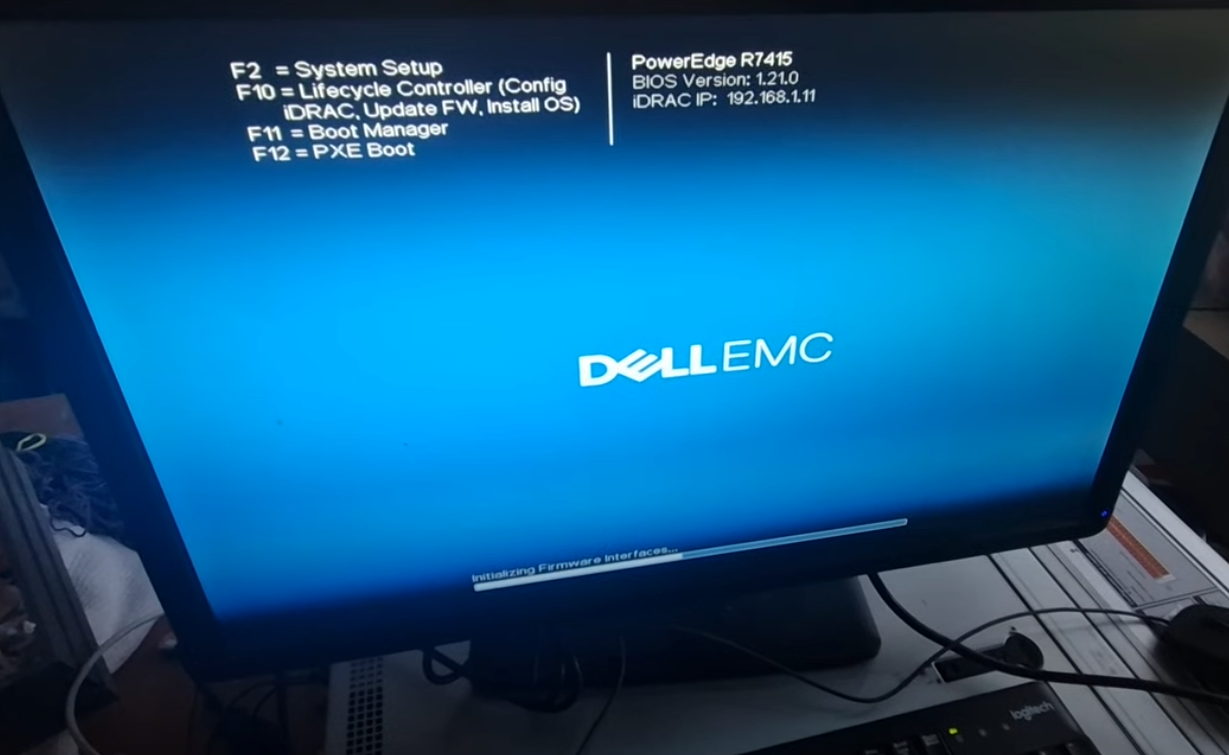 F2 = System Setup
F10 = Lifecycle Controller (Config
iDRAC, Update FW, Install OS)
F11 = Boot Manager
F12 = PXE Boot
PowerEdge R7415
BIOS Version: 1.21.0
iDRAC IP: 192.168.1.11
DELLEMC
Initializing Firmware Interfaces...
logitech